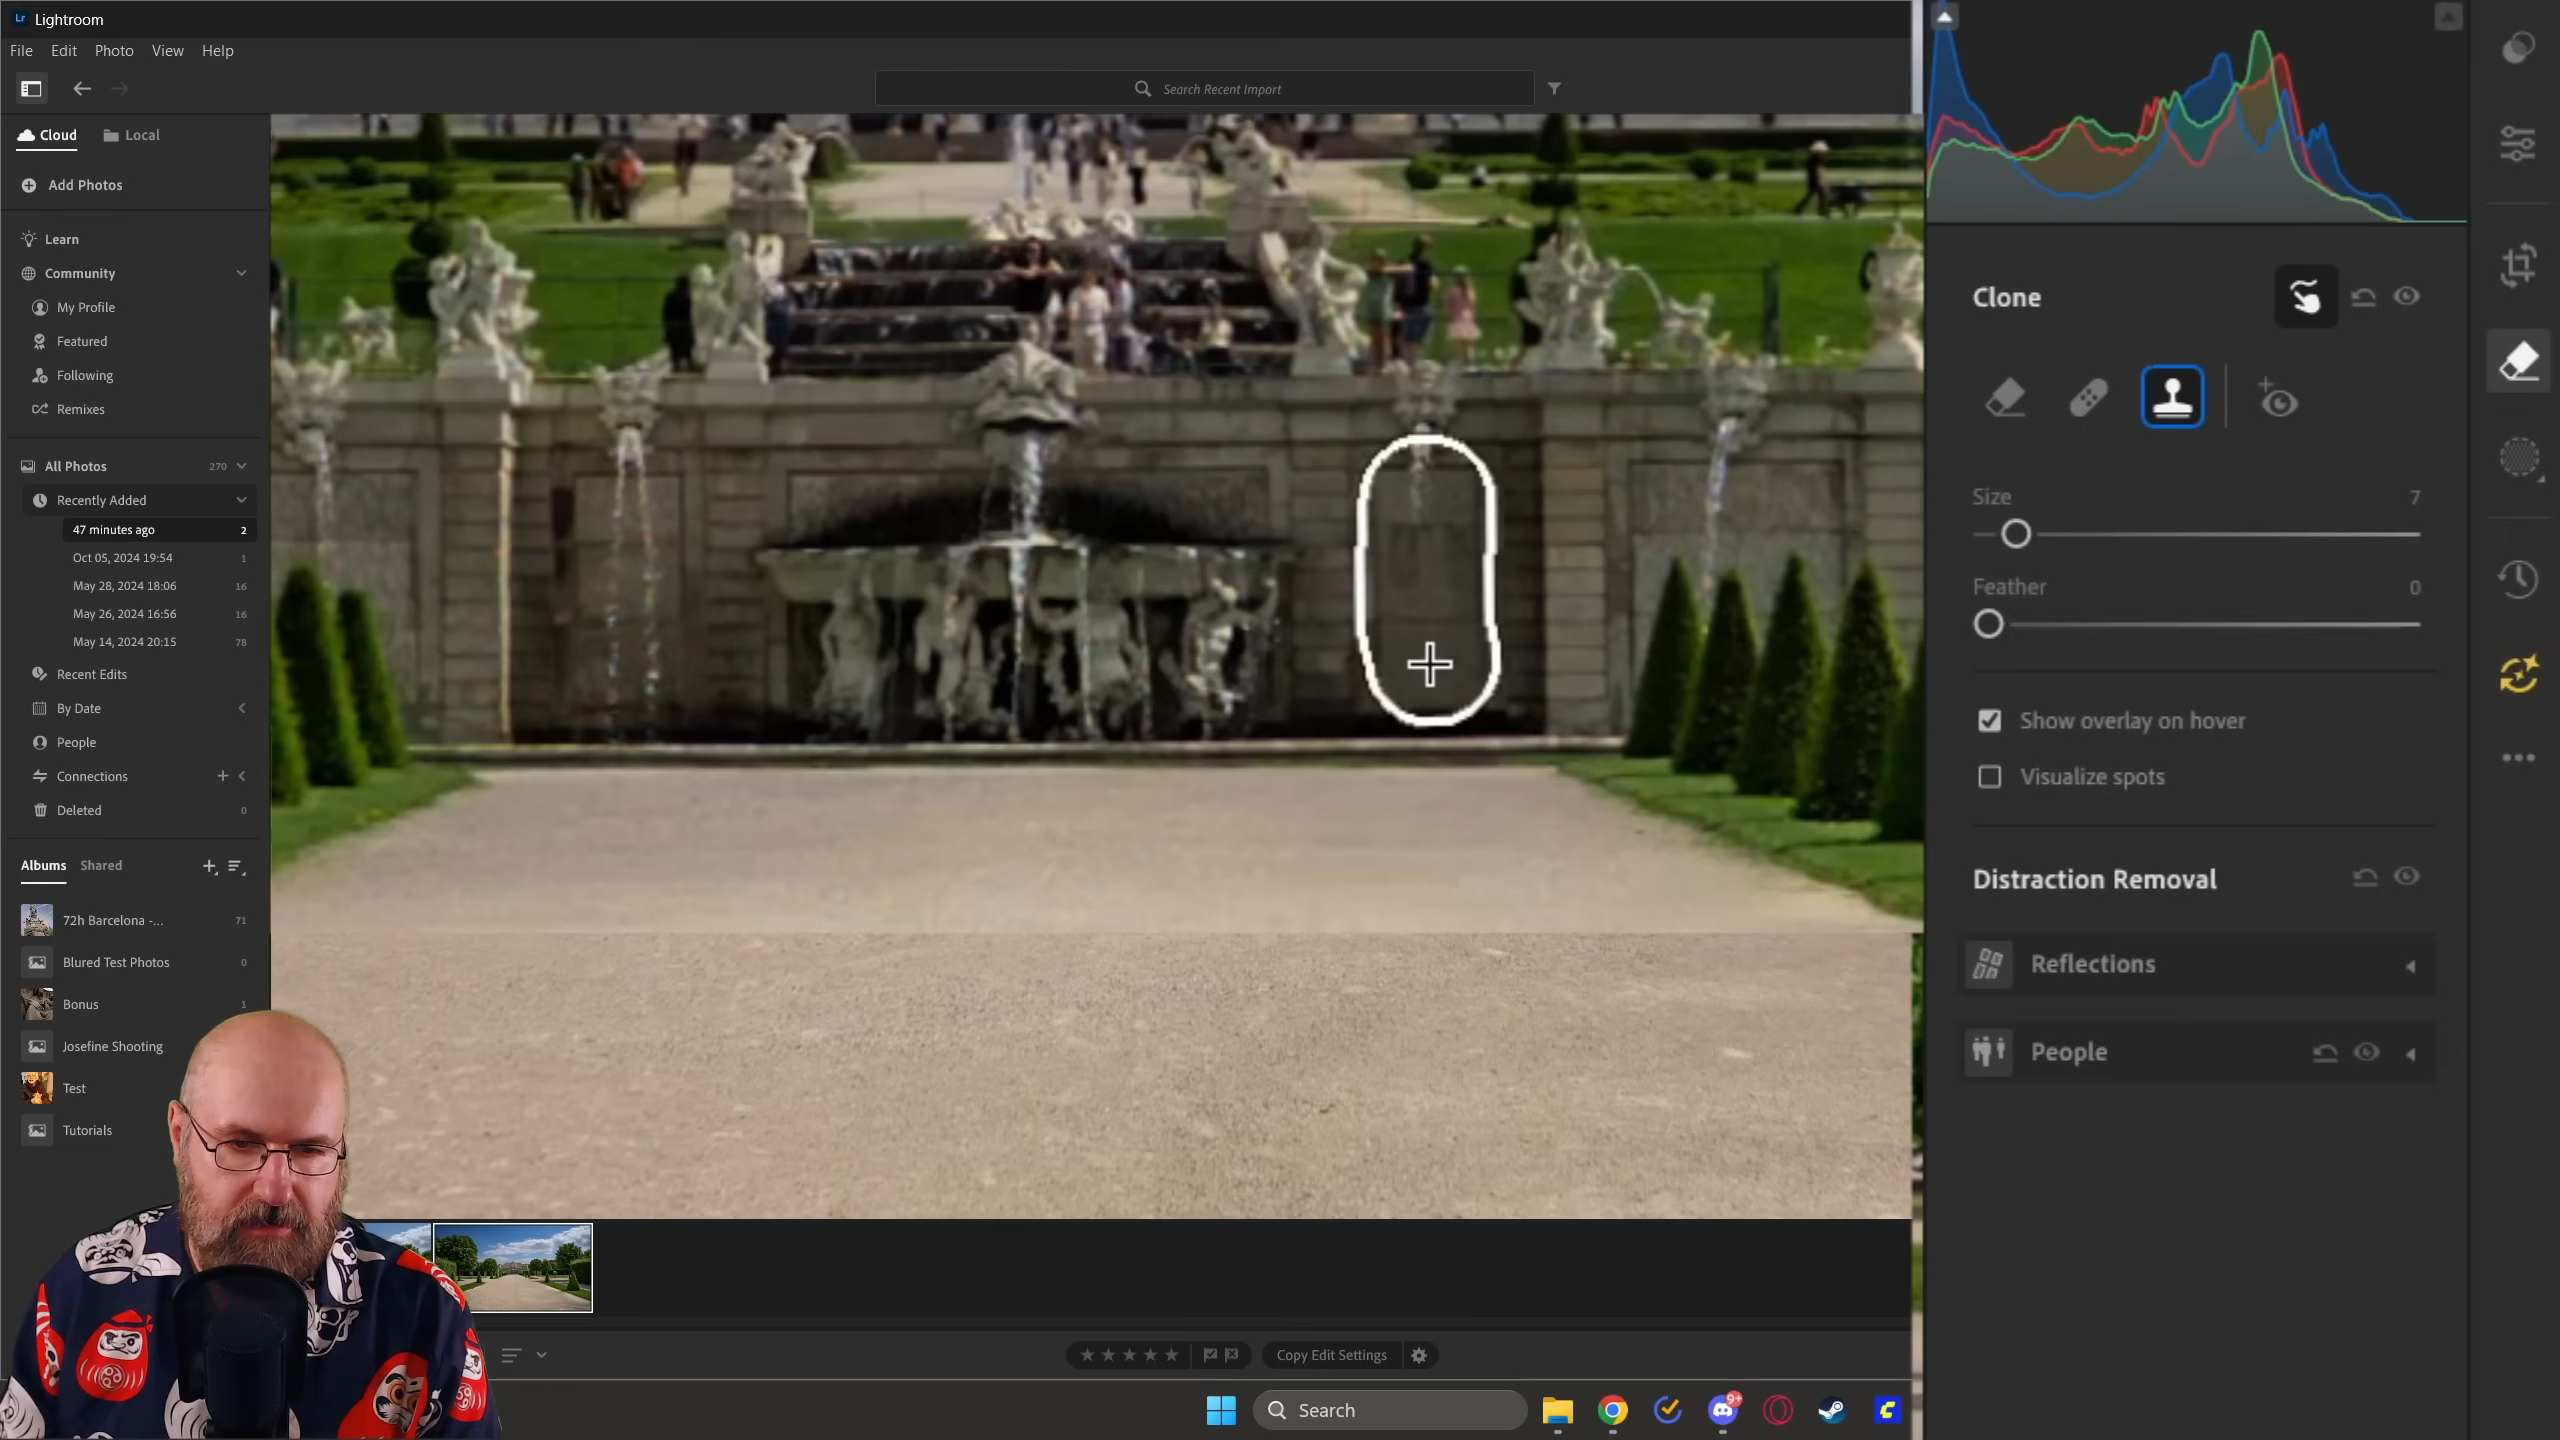 Lr Lightroom
File Edit Photo View Help
Search Recent Import
Cloud Local
Add Photos
Learn
Community
My Profile
Featured
Following
Remixes
All Photos 270
Recently Added
47 minutes ago 2
Oct 05, 2024 19:54 1
May 28, 2024 18:06 16
May 26, 2024 16:56 16
May 14, 2024 20:15 78
Recent Edits
By Date
People
Connections
Deleted 0
Albums Shared
72h Barcelona -... 71
Blured Test Photos 0
Bonus 1
Josefine Shooting
Test
Tutorials
Clone
Size 7
Feather 0
Show overlay on hover
Visualize spots
Distraction Removal
Reflections
People
Copy Edit Settings
Search
9+